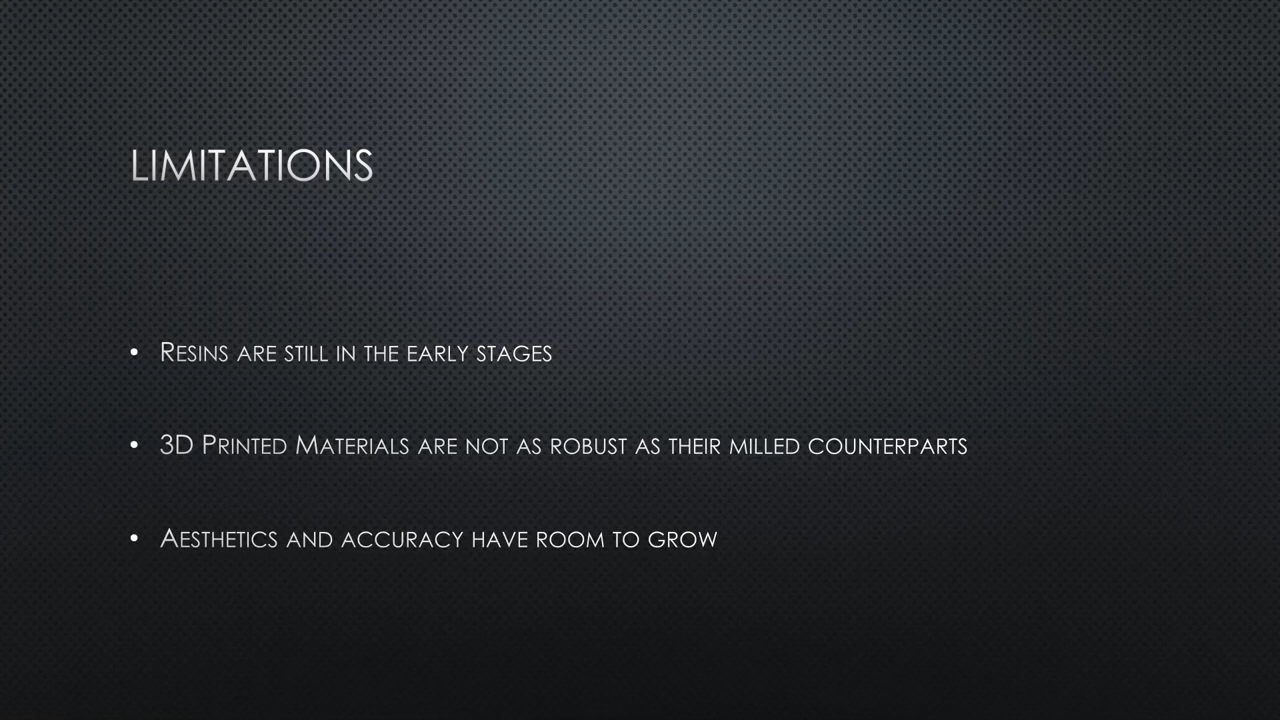 LIMITATIONS
• RESINS ARE STILL IN THE EARLY STAGES
• 3D PRINTED MATERIALS ARE NOT AS ROBUST AS THEIR MILLED COUNTERPARTS
• AESTHETICS AND ACCURACY HAVE ROOM TO GROW